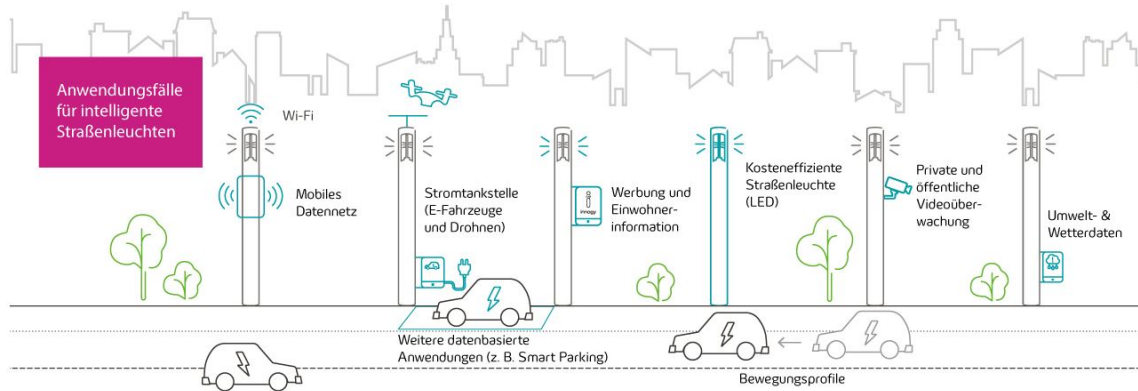 Anwendungsfälle
für intelligente
Straßenleuchten
Wi-Fi
Mobiles
Datennetz
Stromtankstelle
(E-Fahrzeuge
und Drohnen)
innogy
Werbung und
Einwohner-
information
Kosteneffiziente
Straßenleuchte
(LED)
Private und
öffentliche
Videoüber-
wachung
Umwelt- &
Wetterdaten
Weitere datenbasierte
Anwendungen (z. B. Smart Parking)
Bewegungsprofile